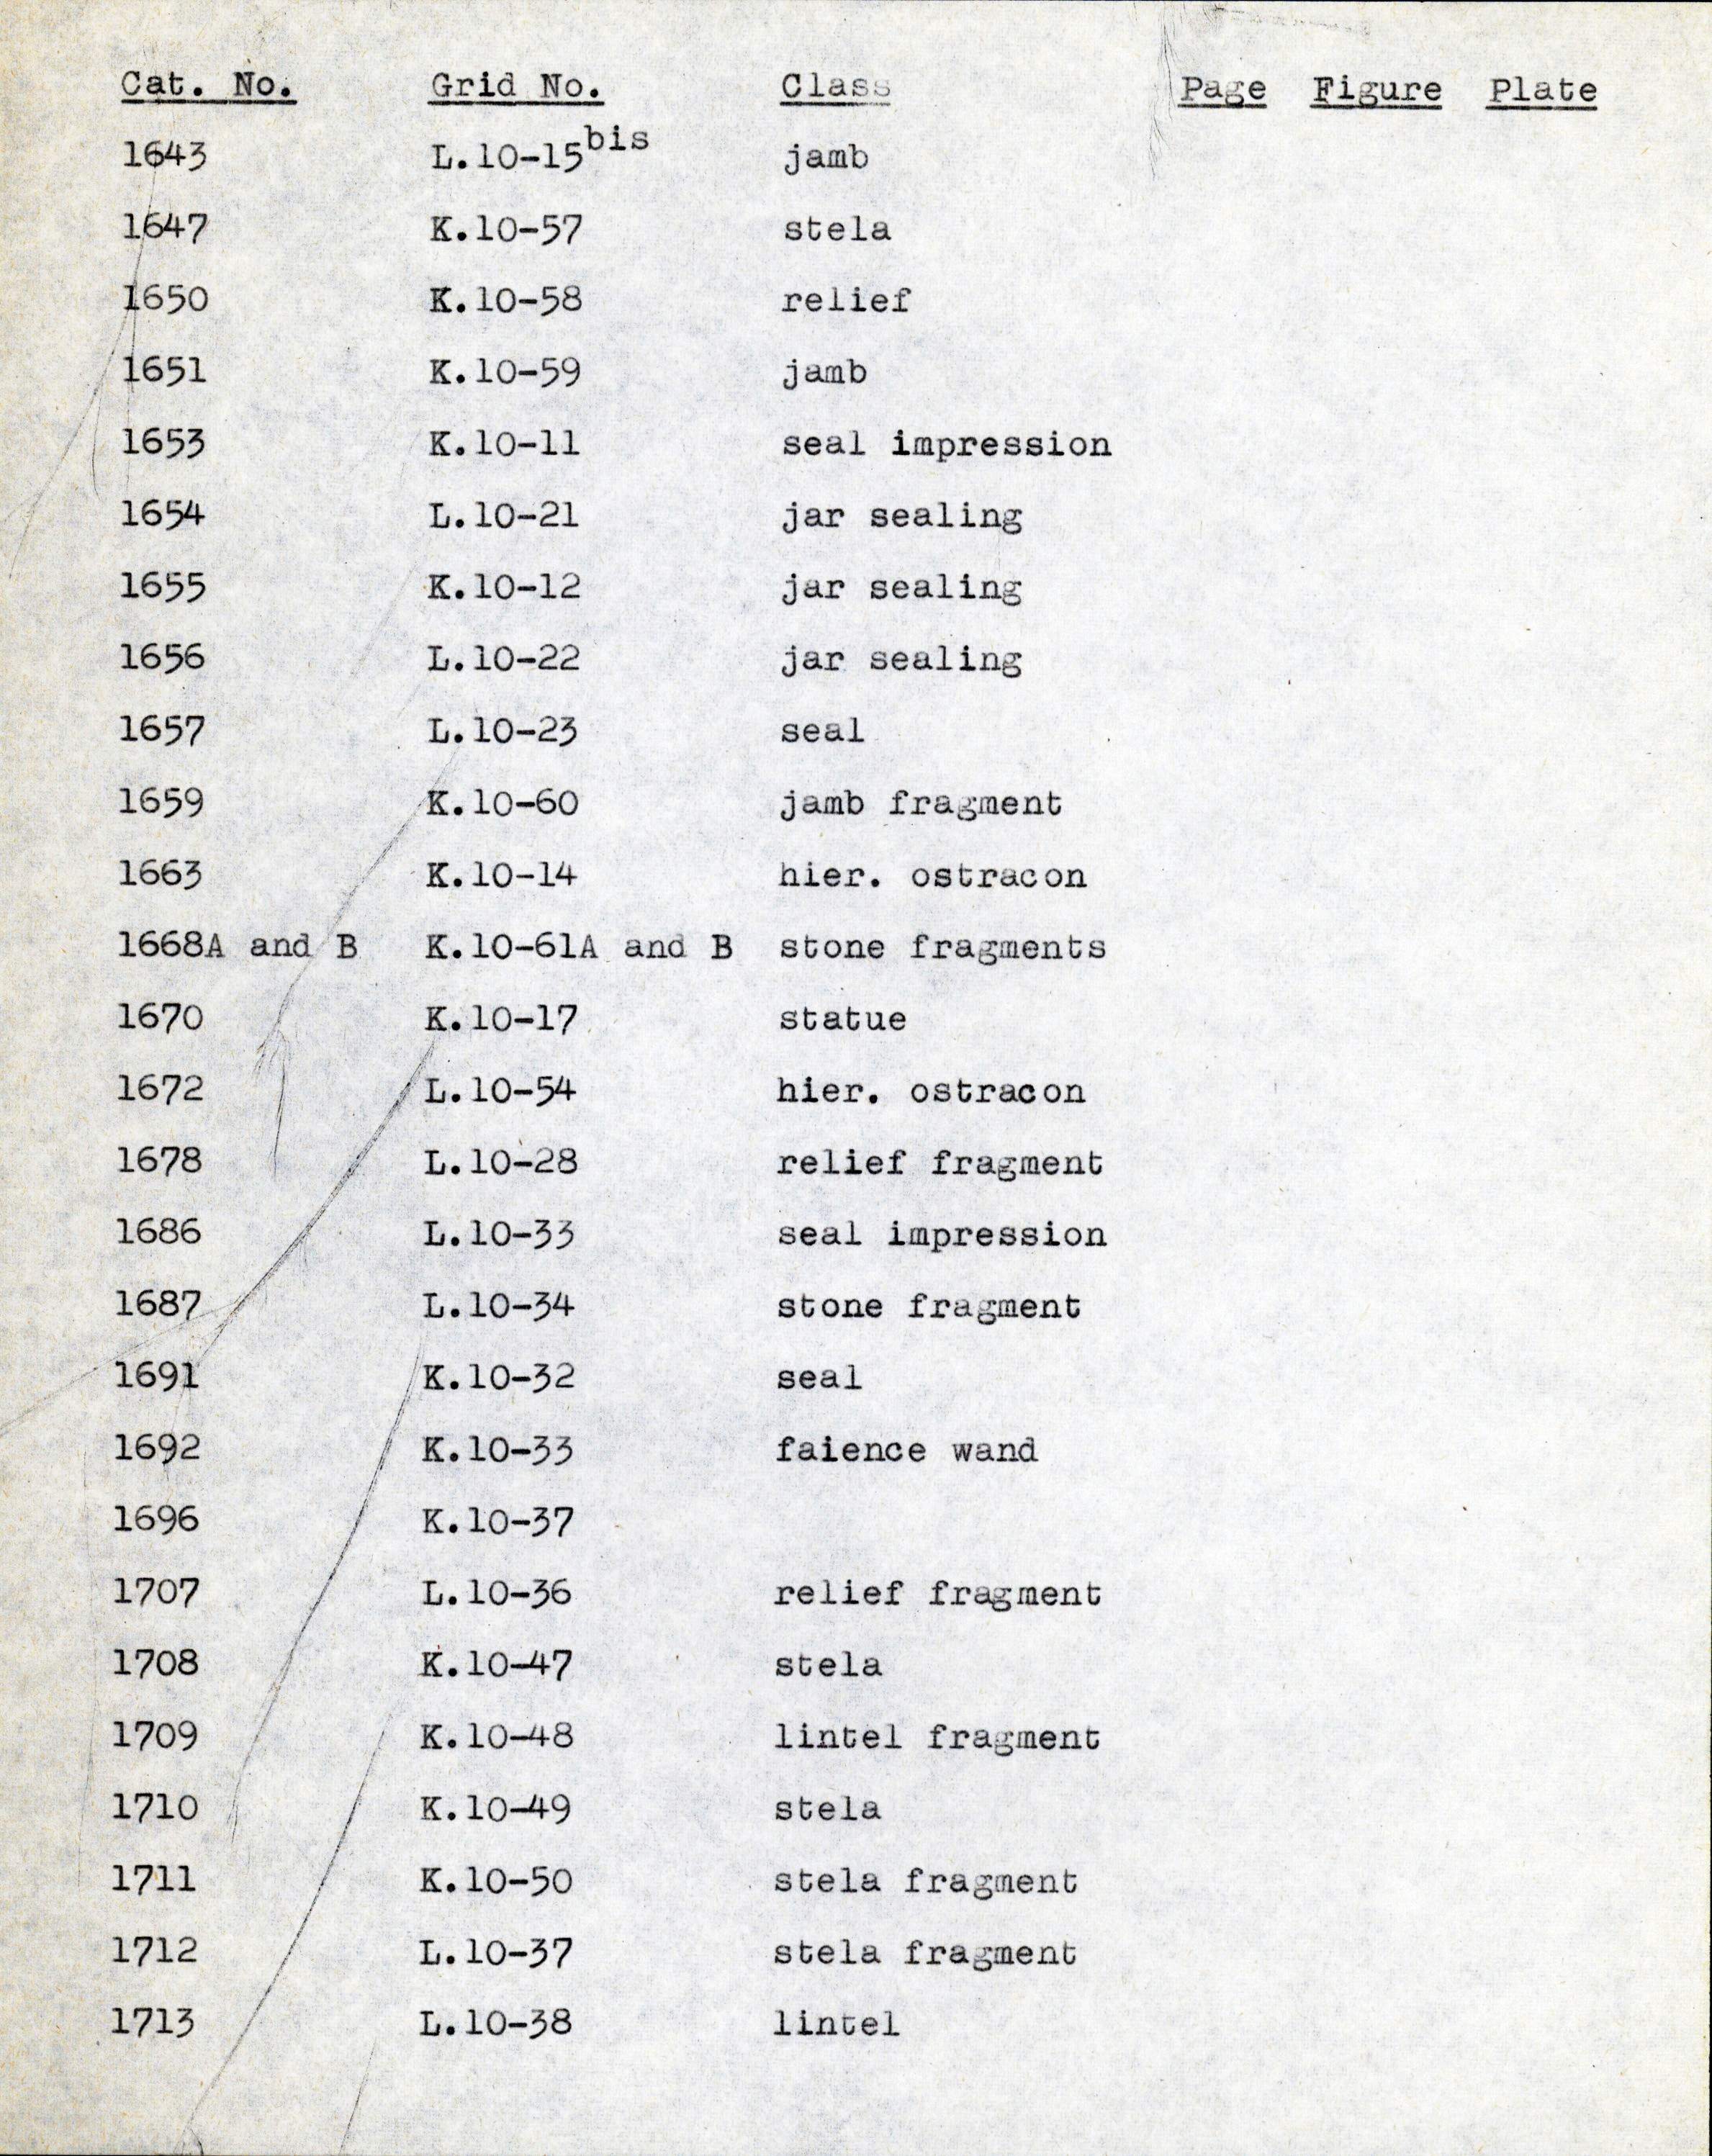 Cat. No. Grid No. Class Page Figure Plate
1643 L.10-15bis jamb
1647 K.10-57 stela
1650 K.10-58 relief
1651 K.10-59 jamb
1653 K.10-11 seal impression
1654 L.10-21 jar sealing
1655 K.10-12 jar sealing
1656 L.10-22 jar sealing
1657 L.10-23 seal
1659 K.10-60 jamb fragment
1663 K.10-14 hier. ostracon
1668A and B K.10-61A and B stone fragments
1670 K.10-17 statue
1672 L.10-54 hier. ostracon
1678 L.10-28 relief fragment
1686 L.10-33 seal impression
1687 L.10-34 stone fragment
1691 K.10-32 seal
1692 K.10-33 faience wand
1696 K.10-37
1707 L.10-36 relief fragment
1708 K.10-47 stela
1709 K.10-48 lintel fragment
1710 K.10-49 stela
1711 K.10-50 stela fragment
1712 L.10-37 stela fragment
1713 L.10-38 lintel